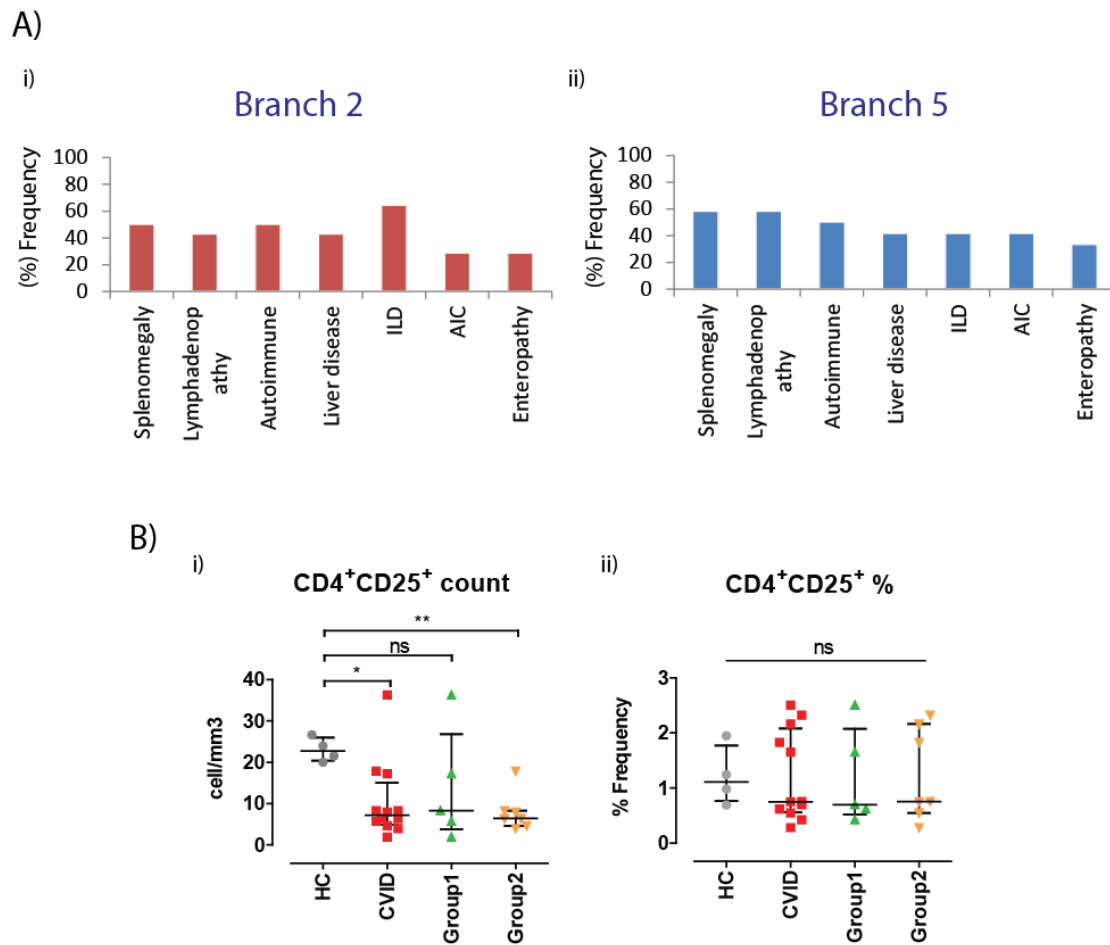 A)
i)
Branch 2
(%) Frequency
100
80
60
40
20
0
Splenomegaly
Lymphadenop
athy
Autoimmune
Liver disease
ILD
AIC
Enteropathy
ii)
Branch 5
(%) Frequency
100
80
60
40
20
0
Splenomegaly
Lymphadenop
athy
Autoimmune
Liver disease
ILD
AIC
Enteropathy
B)
i)
CD4+CD25+ count
**
ns
*
cell/mm3
40
30
20
10
0
HC
CVID
Group1
Group2
ii)
CD4+CD25+ %
ns
% Frequency
3
2
1
0
HC
CVID
Group1
Group2